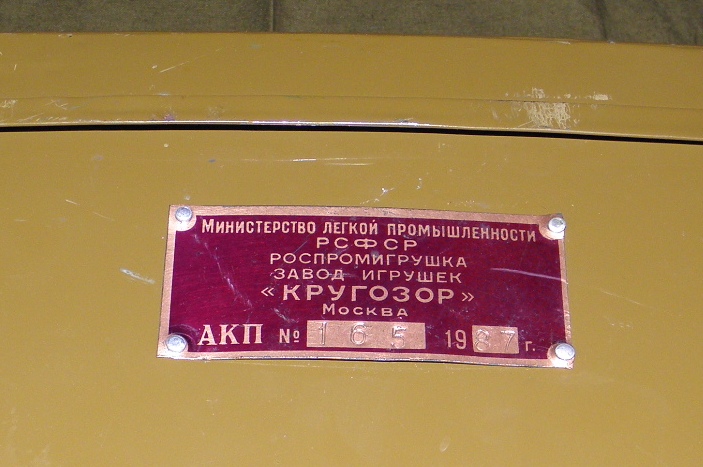 Министерство легкой промышленности
РСФСР
РОСПРОМИГРУШКА
ЗАВОД ИГРУШЕК
«КРУГОЗОР»
Москва
АКП № 165 1987 г.